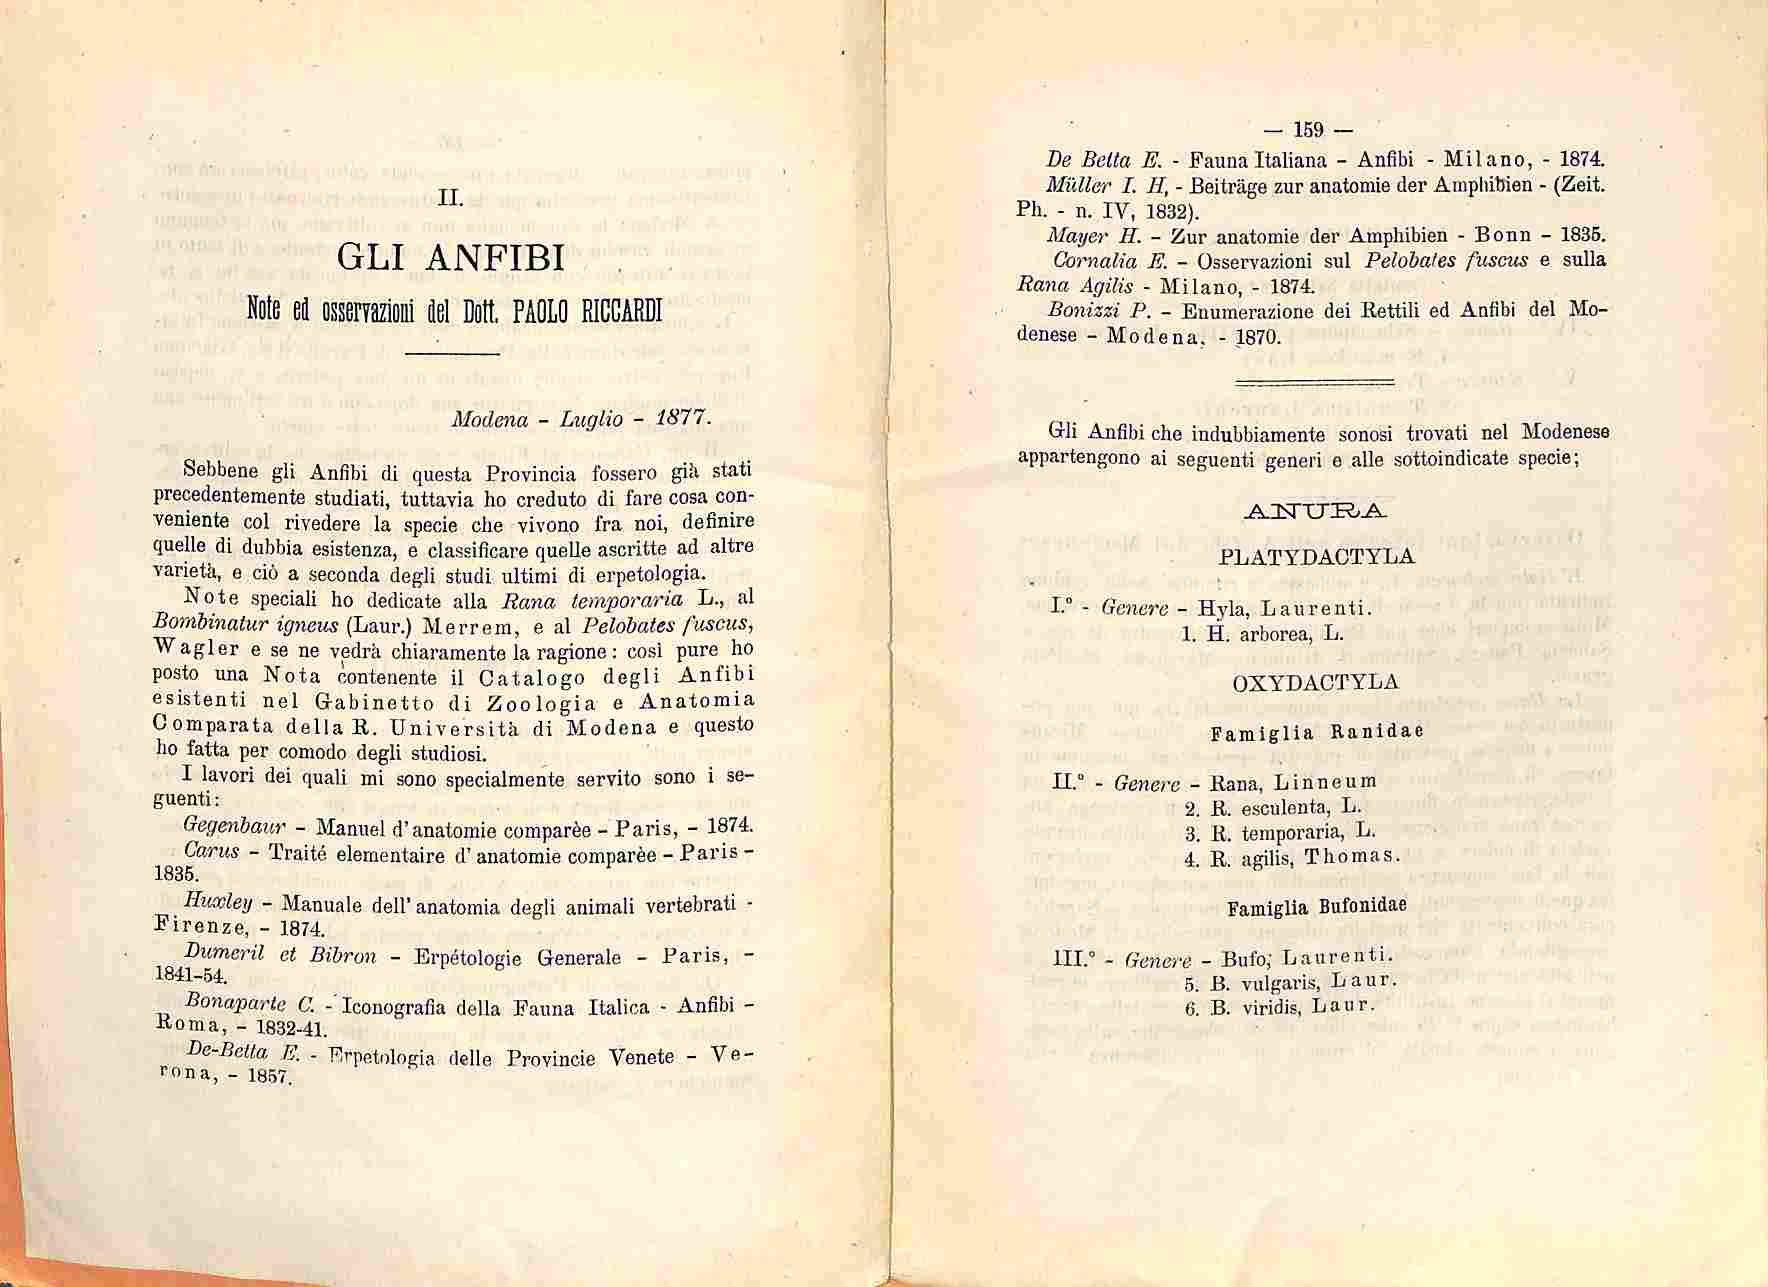 II.
GLI ANFIBI
Note ed osservazioni del Dott. PAOLO RICCARDI
Modena – Luglio – 1877.
Sebbene gli Anfibi di questa Provincia fossero già stati
precedentemente studiati, tuttavia ho creduto di fare cosa con-
veniente col rivedere la specie che vivono fra noi, definire
quelle di dubbia esistenza, e classificare quelle ascritte ad altre
varietà, e ciò a seconda degli studi ultimi di erpetologia.
Note speciali ho dedicate alla Rana temporaria L., al
Bombinatur igneus (Laur.) Merrem, e al Pelobates fuscus,
Wagler e se ne vedrà chiaramente la ragione: così pure ho
posto una Nota contenente il Catalogo degli Anfibi
esistenti nel Gabinetto di Zoologia e Anatomia
Comparata della R. Università di Modena e questo
ho fatta per comodo degli studiosi.
I lavori dei quali mi sono specialmente servito sono i se-
guenti:
Gegenbaur – Manuel d'anatomie comparèe – Paris, – 1874.
Carus – Traité elementaire d'anatomie comparèe – Paris –
1835.
Huxley – Manuale dell'anatomia degli animali vertebrati -
Firenze, – 1874.
Dumeril et Bibron – Erpétologie Generale – Paris, –
1841–54.
Bonaparte C. - Iconografia della Fauna Italica - Anfibi –
Roma, – 1832-41.
De-Betta E. - Erpetologia delle Provincie Venete – Ve-
rona, – 1857.
— 159 —
De Betta E. - Fauna Italiana – Anfibi - Milano, - 1874.
Müller I. H, - Beiträge zur anatomie der Amphibien - (Zeit.
Ph. - n. IV, 1832).
Mayer H. – Zur anatomie der Amphibien - Bonn – 1835.
Cornalia E. – Osservazioni sul Pelobates fuscus e sulla
Rana Agilis - Milano, - 1874.
Bonizzi P. – Enumerazione dei Rettili ed Anfibi del Mo-
denese – Modena, - 1870.
Gli Anfibi che indubbiamente sonosi trovati nel Modenese
appartengono ai seguenti generi e alle sottoindicate specie;
ANURA
PLATYDACTYLA
I.° - Genere – Hyla, Laurenti.
1. H. arborea, L.
OXYDACTYLA
Famiglia Ranidae
II.° - Genere – Rana, Linneum
2. R. esculenta, L.
3. R. temporaria, L.
4. R. agilis, Thomas.
Famiglia Bufonidae
III.° - Genere – Bufo, Laurenti.
5. B. vulgaris, Laur.
6. B. viridis, Laur.